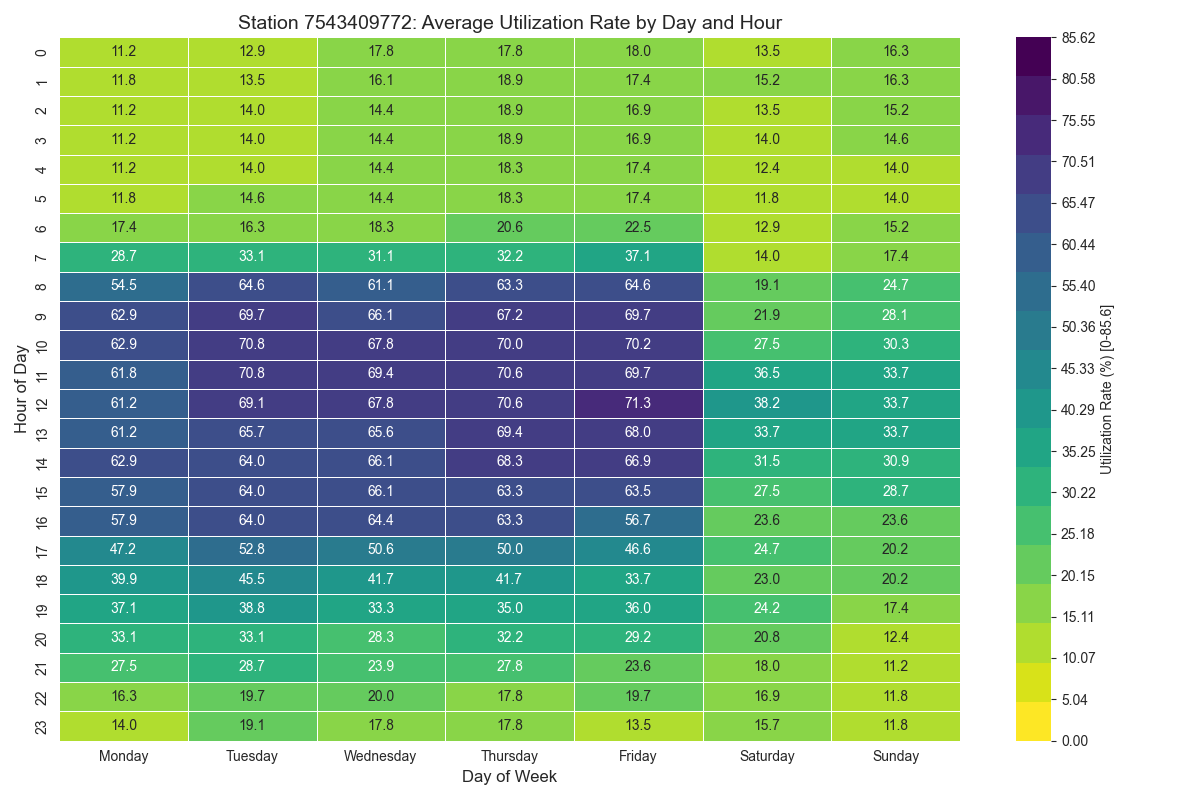 Station 7543409772: Average Utilization Rate by Day and Hour
0 11.2 12.9 17.8 17.8 18.0 13.5 16.3
1 11.8 13.5 16.1 18.9 17.4 15.2 16.3
2 11.2 14.0 14.4 18.9 16.9 13.5 15.2
3 11.2 14.0 14.4 18.9 16.9 14.0 14.6
4 11.2 14.0 14.4 18.3 17.4 12.4 14.0
5 11.8 14.6 14.4 18.3 17.4 11.8 14.0
6 17.4 16.3 18.3 20.6 22.5 12.9 15.2
7 28.7 33.1 31.1 32.2 37.1 14.0 17.4
8 54.5 64.6 61.1 63.3 64.6 19.1 24.7
9 62.9 69.7 66.1 67.2 69.7 21.9 28.1
10 62.9 70.8 67.8 70.0 70.2 27.5 30.3
11 61.8 70.8 69.4 70.6 69.7 36.5 33.7
12 61.2 69.1 67.8 70.6 71.3 38.2 33.7
13 61.2 65.7 65.6 69.4 68.0 33.7 33.7
14 62.9 64.0 66.1 68.3 66.9 31.5 30.9
15 57.9 64.0 66.1 63.3 63.5 27.5 28.7
16 57.9 64.0 64.4 63.3 56.7 23.6 23.6
17 47.2 52.8 50.6 50.0 46.6 24.7 20.2
18 39.9 45.5 41.7 41.7 33.7 23.0 20.2
19 37.1 38.8 33.3 35.0 36.0 24.2 17.4
20 33.1 33.1 28.3 32.2 29.2 20.8 12.4
21 27.5 28.7 23.9 27.8 23.6 18.0 11.2
22 16.3 19.7 20.0 17.8 19.7 16.9 11.8
23 14.0 19.1 17.8 17.8 13.5 15.7 11.8
Monday Tuesday Wednesday Thursday Friday Saturday Sunday
Day of Week
Hour of Day
85.62
80.58
75.55
70.51
65.47
60.44
55.40
50.36
45.33
40.29
35.25
30.22
25.18
20.15
15.11
10.07
5.04
0.00
Utilization Rate (%) [0-85.6]